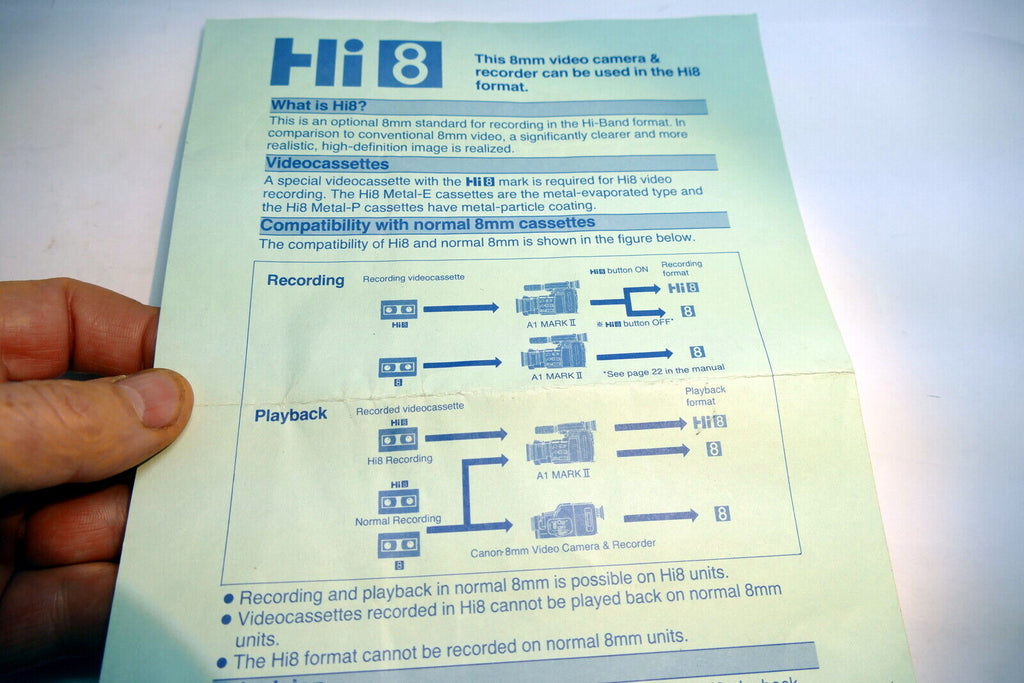 Hi8
This 8mm video camera &
recorder can be used in the Hi8
format.
What is Hi8?
This is an optional 8mm standard for recording in the Hi-Band format. In
comparison to conventional 8mm video, a significantly clearer and more
realistic, high-definition image is realized.
Videocassettes
A special videocassette with the Hi8 mark is required for Hi8 video
recording. The Hi8 Metal-E cassettes are the metal-evaporated type and
the Hi8 Metal-P cassettes have metal-particle coating.
Compatibility with normal 8mm cassettes
The compatibility of Hi8 and normal 8mm is shown in the figure below.
Recording
Recording videocassette
Hi8 button ON
Recording
format
Hi8
A1 MARK II
Hi8
※ Hi8 button OFF*
8
8
A1 MARK II
8
*See page 22 in the manual
Playback
Recorded videocassette
Playback
format
Hi8
Hi8 Recording
A1 MARK II
Hi8
8
Hi8
Normal Recording
8
Canon 8mm Video Camera & Recorder
8
● Recording and playback in normal 8mm is possible on Hi8 units.
● Videocassettes recorded in Hi8 cannot be played back on normal 8mm
units.
● The Hi8 format cannot be recorded on normal 8mm units.